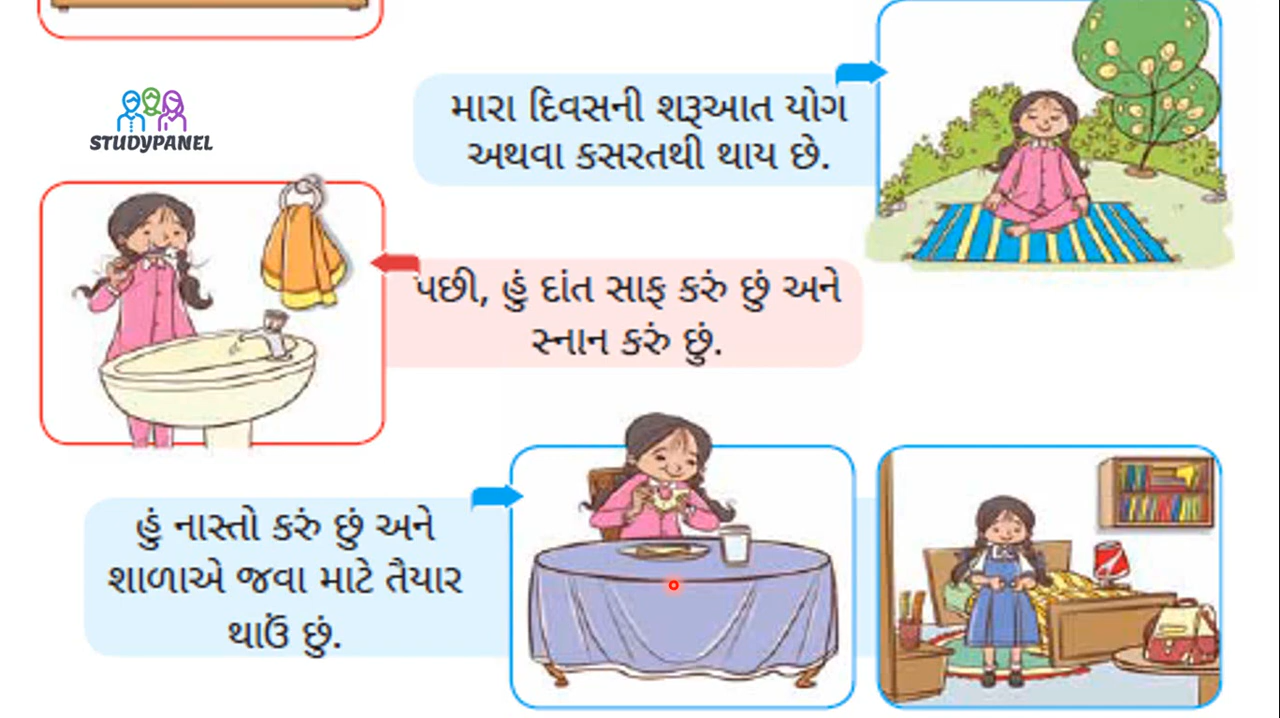 મારા દિવસની શરૂઆત યોગ
અથવા કસરતથી થાય છે.
STUDYPANEL
પછી, હું દાંત સાફ કરું છું અને
સ્નાન કરું છું.
હું નાસ્તો કરું છું અને
શાળાએ જવા માટે તૈયાર
થાઉં છું.